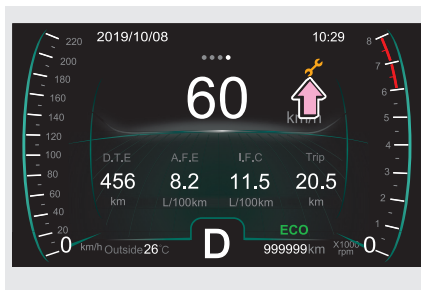 2019/10/08 10:29
60
km/h
D.T.E A.F.E I.F.C Trip
456 8.2 11.5 20.5
km L/100km L/100km km
220
200
180
160
140
120
100
80
60
40
20
0 km/h
8
7
6
5
4
3
2
1
0
X1000 rpm
ECO
Outside 26°C D 999999km